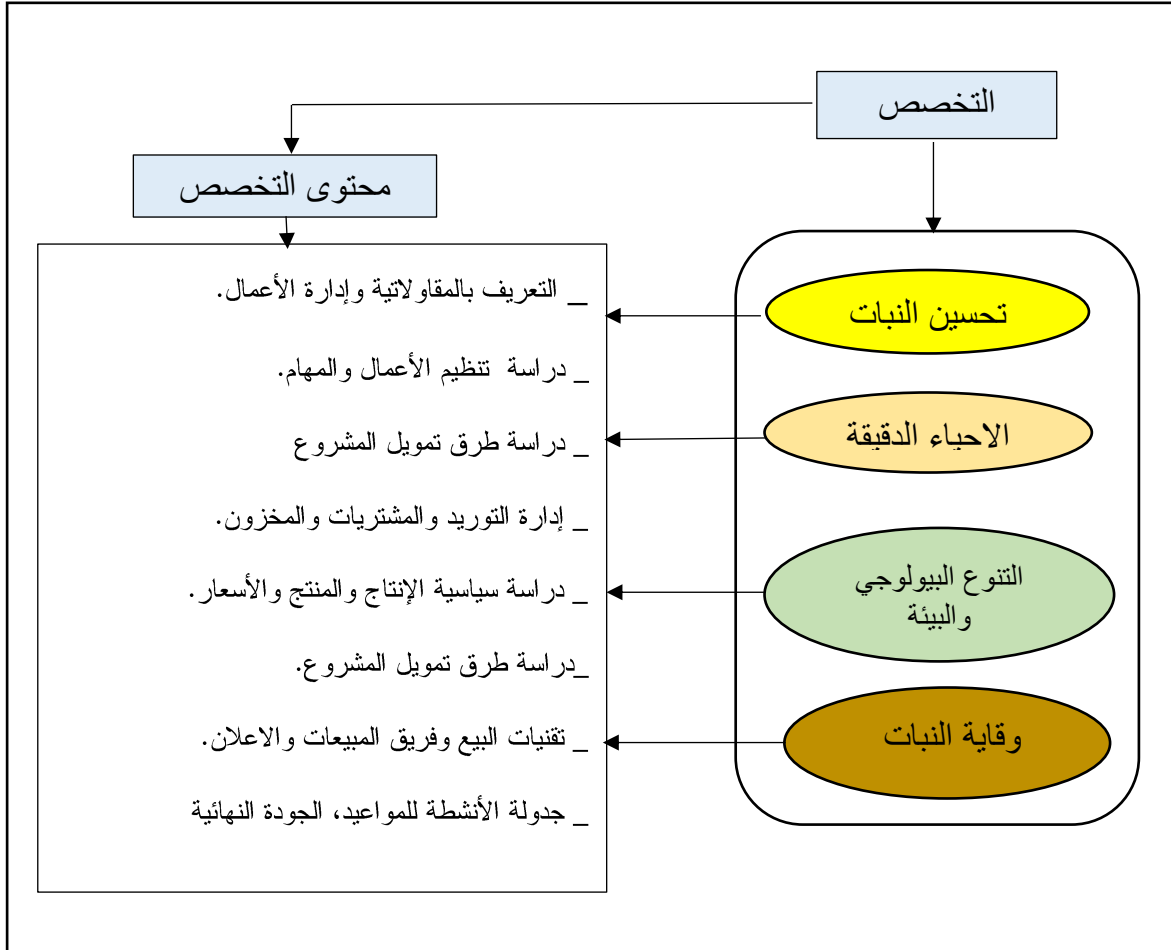 التخصص
محتوى التخصص
تحسين النبات
الاحياء الدقيقة
التنوع البيولوجي
والبيئة
وقاية النبات
_ التعريف بالمقاولاتية وإدارة الأعمال.
_ دراسة تنظيم الأعمال والمهام.
_ دراسة طرق تمويل المشروع
_ إدارة التوريد والمشتريات والمخزون.
_ دراسة سياسية الإنتاج والمنتج والأسعار.
_دراسة طرق تمويل المشروع.
_ تقنيات البيع وفريق المبيعات والاعلان.
_ جدولة الأنشطة للمواعيد، الجودة النهائية